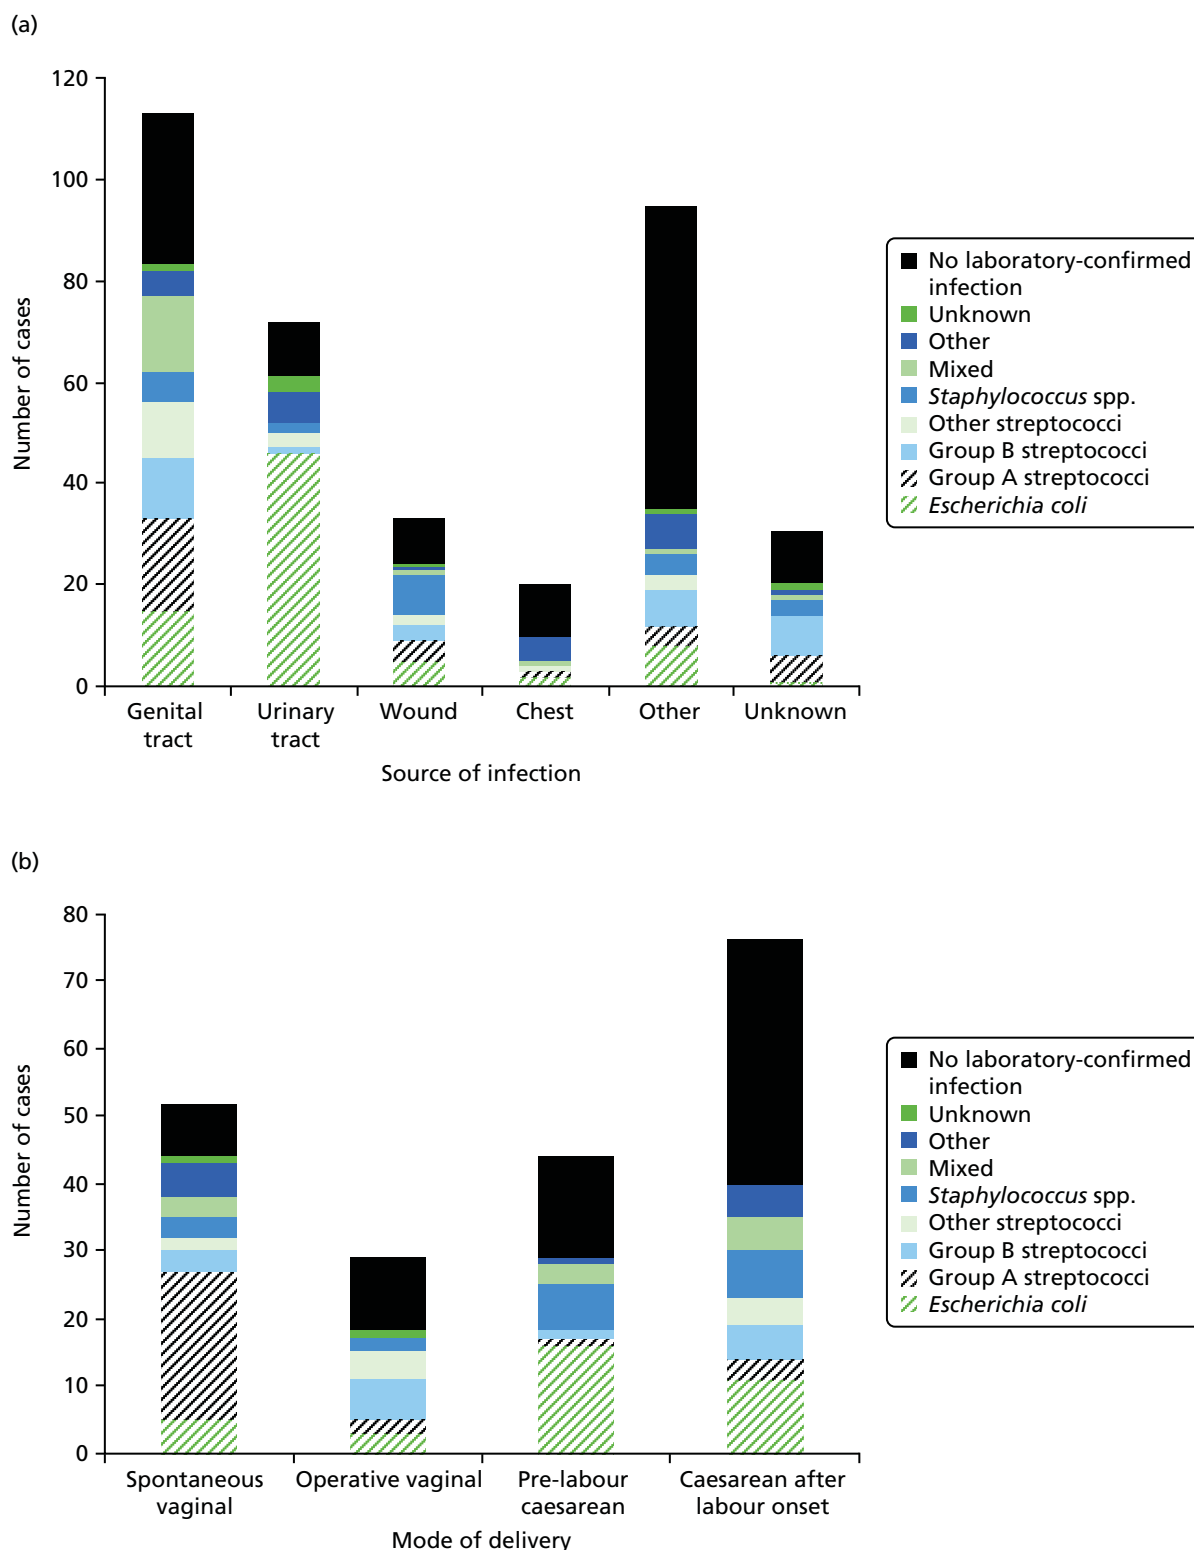 (a)
120
100
80
60
40
20
0
Number of cases
Genital
tract
Urinary
tract
Wound
Chest
Other
Unknown
Source of infection
No laboratory-confirmed
infection
Unknown
Other
Mixed
Staphylococcus spp.
Other streptococci
Group B streptococci
Group A streptococci
Escherichia coli
(b)
80
70
60
50
40
30
20
10
0
Number of cases
Spontaneous
vaginal
Operative vaginal
Pre-labour
caesarean
Caesarean after
labour onset
Mode of delivery
No laboratory-confirmed
infection
Unknown
Other
Mixed
Staphylococcus spp.
Other streptococci
Group B streptococci
Group A streptococci
Escherichia coli